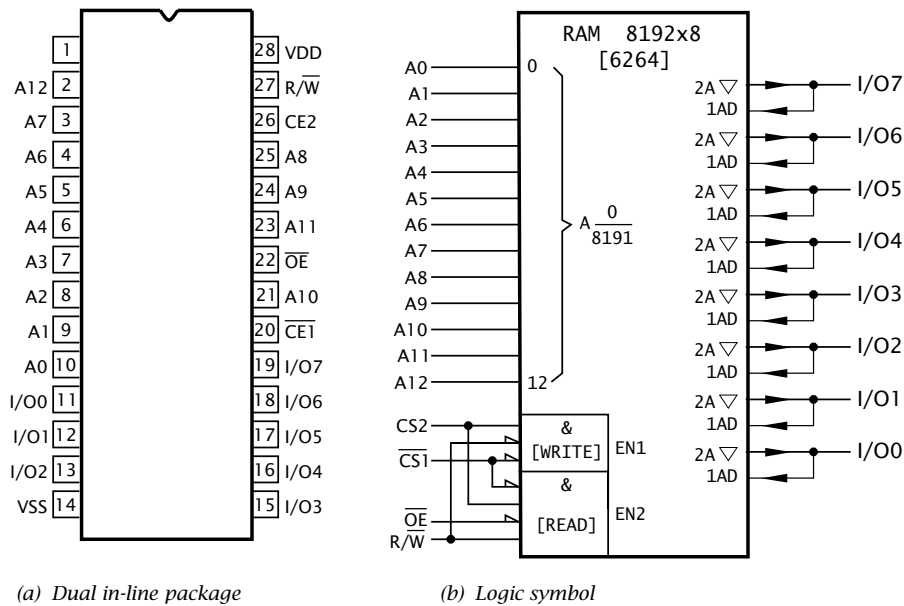 1 28 VDD
A12 2 27 R/W̅
A7 3 26 CE2
A6 4 25 A8
A5 5 24 A9
A4 6 23 A11
A3 7 22 O̅E̅
A2 8 21 A10
A1 9 20 C̅E̅1̅
A0 10 19 I/O7
I/O0 11 18 I/O6
I/O1 12 17 I/O5
I/O2 13 16 I/O4
VSS 14 15 I/O3
(a) Dual in-line package
RAM 8192x8
[6264]
A0
A1
A2
A3
A4
A5
A6
A7
A8
A9
A10
A11
A12
0
12
A 0
8191
CS2
C̅S̅1̅
O̅E̅
R/W̅
&
[WRITE]
EN1
&
[READ]
EN2
2A ▽ I/O7
1AD
2A ▽ I/O6
1AD
2A ▽ I/O5
1AD
2A ▽ I/O4
1AD
2A ▽ I/O3
1AD
2A ▽ I/O2
1AD
2A ▽ I/O1
1AD
2A ▽ I/O0
1AD
(b) Logic symbol